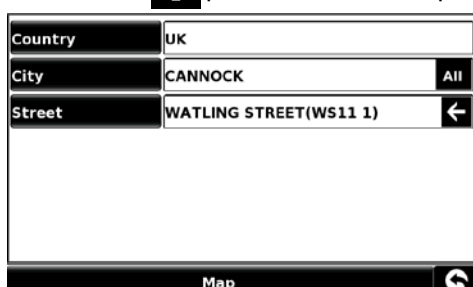 Country UK
City CANNOCK All
Street WATLING STREET(WS11 1)
Map